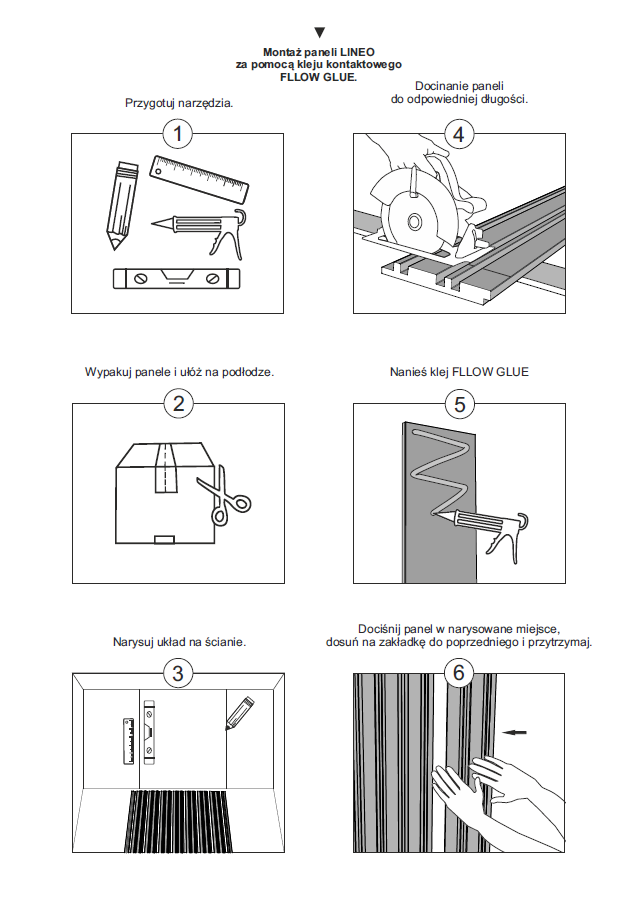 Montaż paneli LINEO
za pomocą kleju kontaktowego
FLLOW GLUE.
Przygotuj narzędzia.
1
Wypakuj panele i ułóż na podłodze.
2
Narysuj układ na ścianie.
3
Docinanie paneli
do odpowiedniej długości.
4
Nanieś klej FLLOW GLUE
5
Dociśnij panel w narysowane miejsce,
dosuń na zakładkę do poprzedniego i przytrzymaj.
6